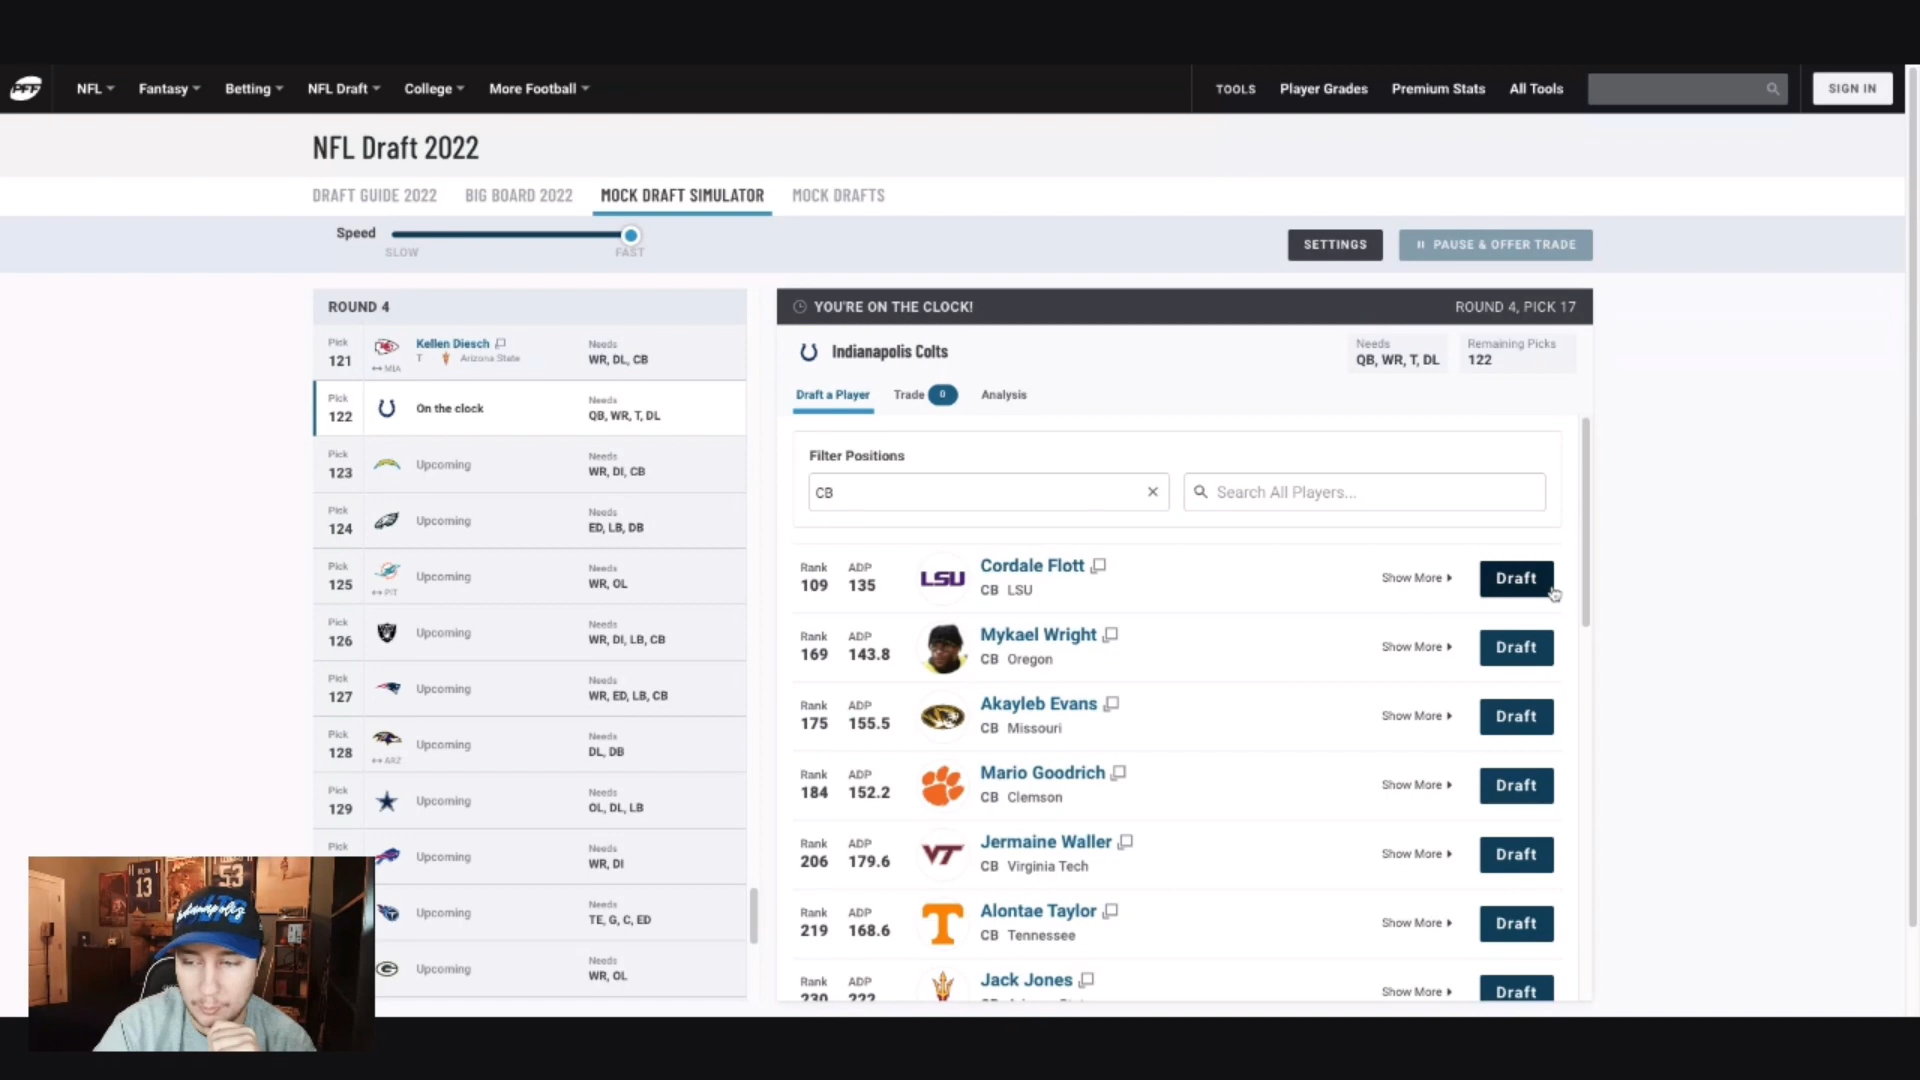 PFF NFL Fantasy Betting NFL Draft College More Football TOOLS Player Grades Premium Stats All Tools SIGN IN
NFL Draft 2022
DRAFT GUIDE 2022 BIG BOARD 2022 MOCK DRAFT SIMULATOR MOCK DRAFTS
Speed
SLOW FAST
SETTINGS PAUSE & OFFER TRADE
ROUND 4
Pick 121
MIA
Kellen Diesch
T Arizona State
Needs
WR, DL, CB
Pick 122
On the clock
Needs
QB, WR, T, DL
Pick 123
Upcoming
Needs
WR, DI, CB
Pick 124
Upcoming
Needs
ED, LB, DB
Pick 125
PIT
Upcoming
Needs
WR, OL
Pick 126
Upcoming
Needs
WR, DI, LB, CB
Pick 127
Upcoming
Needs
WR, ED, LB, CB
Pick 128
ARZ
Upcoming
Needs
DL, DB
Pick 129
Upcoming
Needs
OL, DL, LB
Pick
Upcoming
Needs
WR, DI
Upcoming
Needs
TE, G, C, ED
Upcoming
Needs
WR, OL
YOU'RE ON THE CLOCK! ROUND 4, PICK 17
Indianapolis Colts
Needs
QB, WR, T, DL
Remaining Picks
122
Draft a Player Trade 0 Analysis
Filter Positions
CB Search All Players...
Rank 109 ADP 135
LSU
Cordale Flott
CB LSU
Show More Draft
Rank 169 ADP 143.8
Mykael Wright
CB Oregon
Show More Draft
Rank 175 ADP 155.5
Akayleb Evans
CB Missouri
Show More Draft
Rank 184 ADP 152.2
Mario Goodrich
CB Clemson
Show More Draft
Rank 206 ADP 179.6
VT
Jermaine Waller
CB Virginia Tech
Show More Draft
Rank 219 ADP 168.6
T
Alontae Taylor
CB Tennessee
Show More Draft
Rank 230 ADP 222
Jack Jones
Show More Draft
13
53